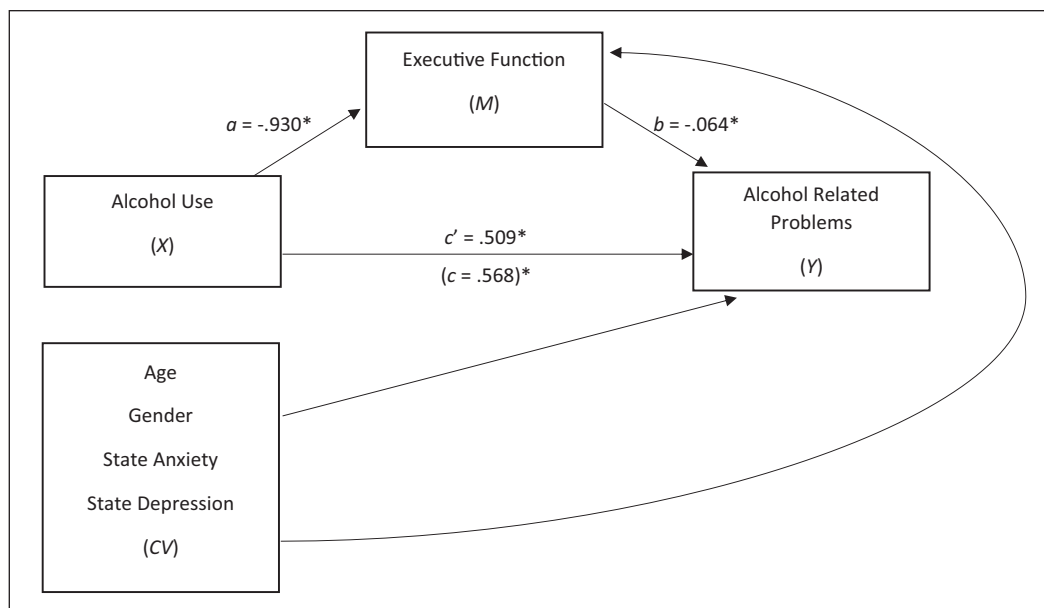 Executive Function
(M)
a = -.930*
b = -.064*
Alcohol Use
(X)
Alcohol Related
Problems
(Y)
c’ = .509*
(c = .568)*
Age
Gender
State Anxiety
State Depression
(CV)